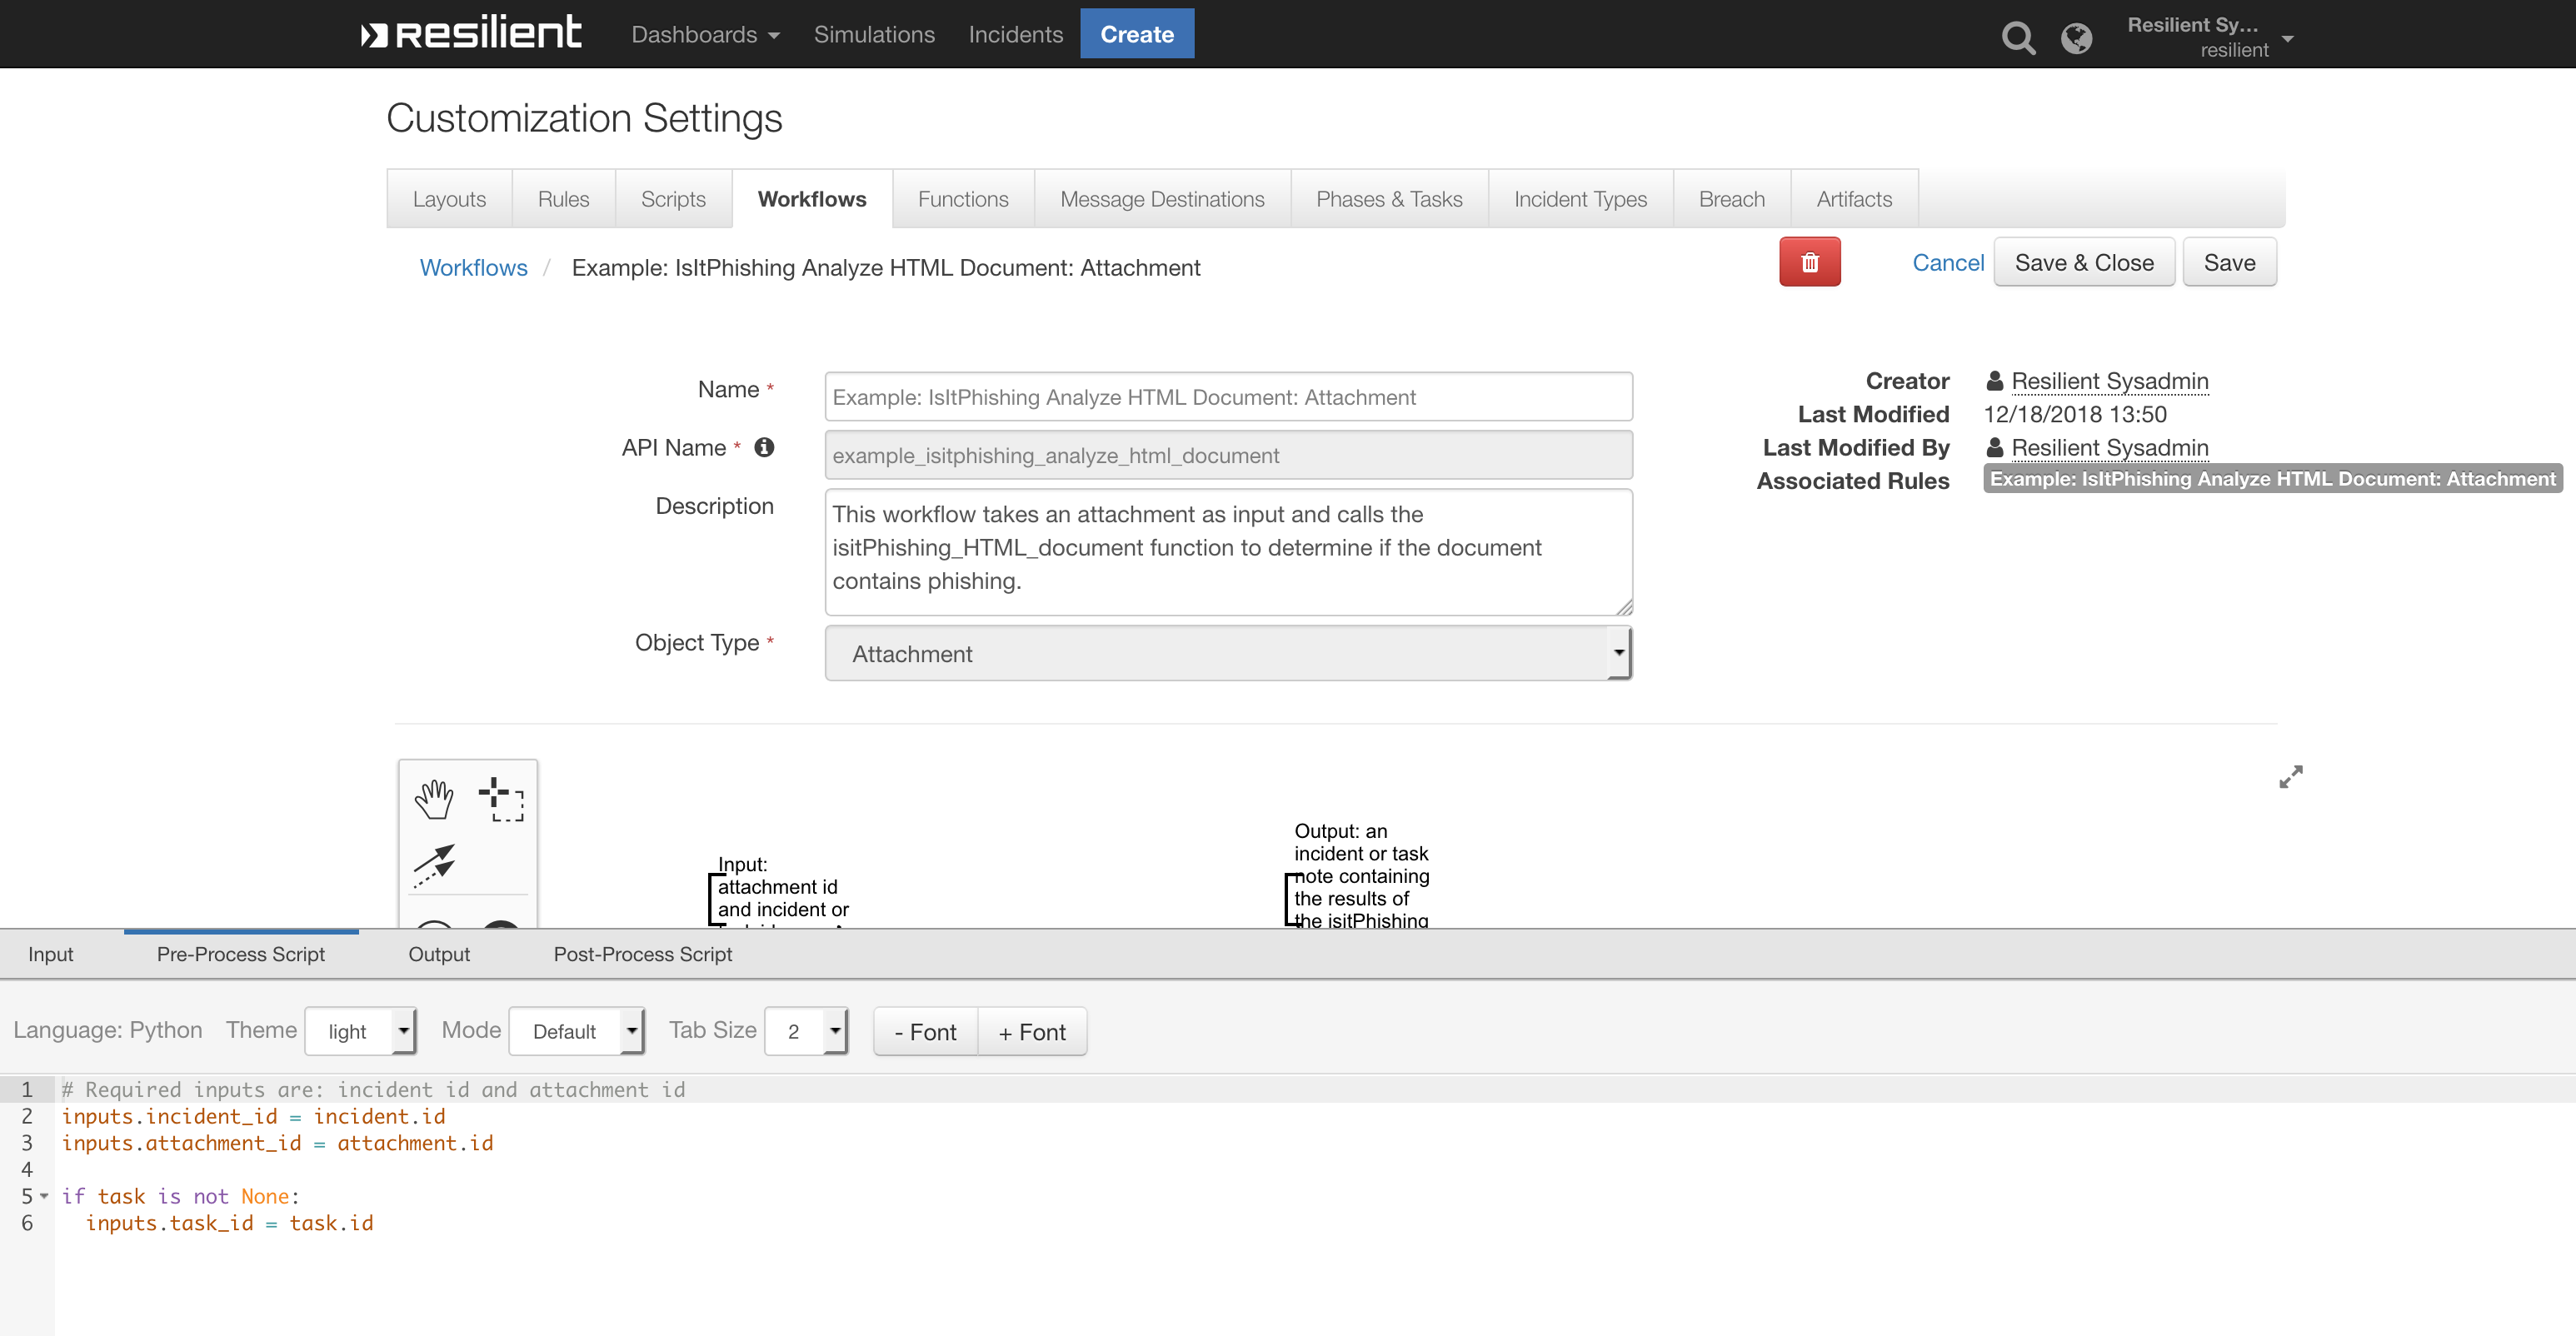 resilient Dashboards Simulations Incidents Create Resilient Sy...
resilient
Customization Settings
Layouts Rules Scripts Workflows Functions Message Destinations Phases & Tasks Incident Types Breach Artifacts
Workflows / Example: IsItPhishing Analyze HTML Document: Attachment Cancel Save & Close Save
Name * Example: IsItPhishing Analyze HTML Document: Attachment
API Name * example_isitphishing_analyze_html_document
Description This workflow takes an attachment as input and calls the
isitPhishing_HTML_document function to determine if the document
contains phishing.
Object Type * Attachment
Creator Resilient Sysadmin
Last Modified 12/18/2018 13:50
Last Modified By Resilient Sysadmin
Associated Rules Example: IsItPhishing Analyze HTML Document: Attachment
Input:
attachment id
and incident or
Output: an
incident or task
note containing
the results of
the isitPhishing
Input Pre-Process Script Output Post-Process Script
Language: Python Theme light Mode Default Tab Size 2 - Font + Font
1 # Required inputs are: incident id and attachment id
2 inputs.incident_id = incident.id
3 inputs.attachment_id = attachment.id
4
5 if task is not None:
6 inputs.task_id = task.id